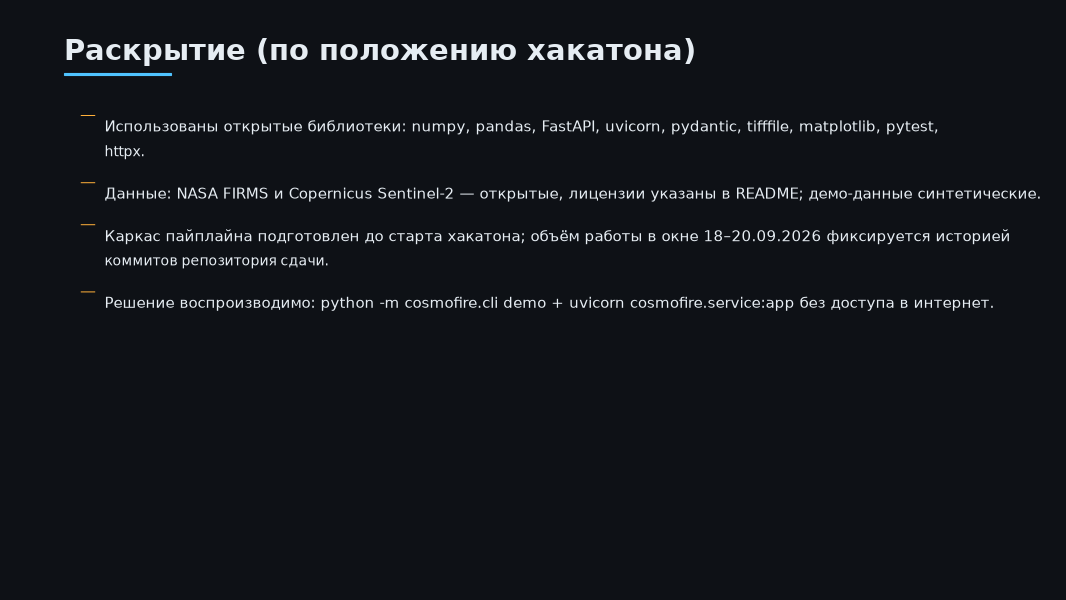 Раскрытие (по положению хакатона)
— Использованы открытые библиотеки: numpy, pandas, FastAPI, uvicorn, pydantic, tifffile, matplotlib, pytest,
httpx.
— Данные: NASA FIRMS и Copernicus Sentinel-2 — открытые, лицензии указаны в README; демо-данные синтетические.
— Каркас пайплайна подготовлен до старта хакатона; объём работы в окне 18–20.09.2026 фиксируется историей
коммитов репозитория сдачи.
— Решение воспроизводимо: python -m cosmofire.cli demo + uvicorn cosmofire.service:app без доступа в интернет.